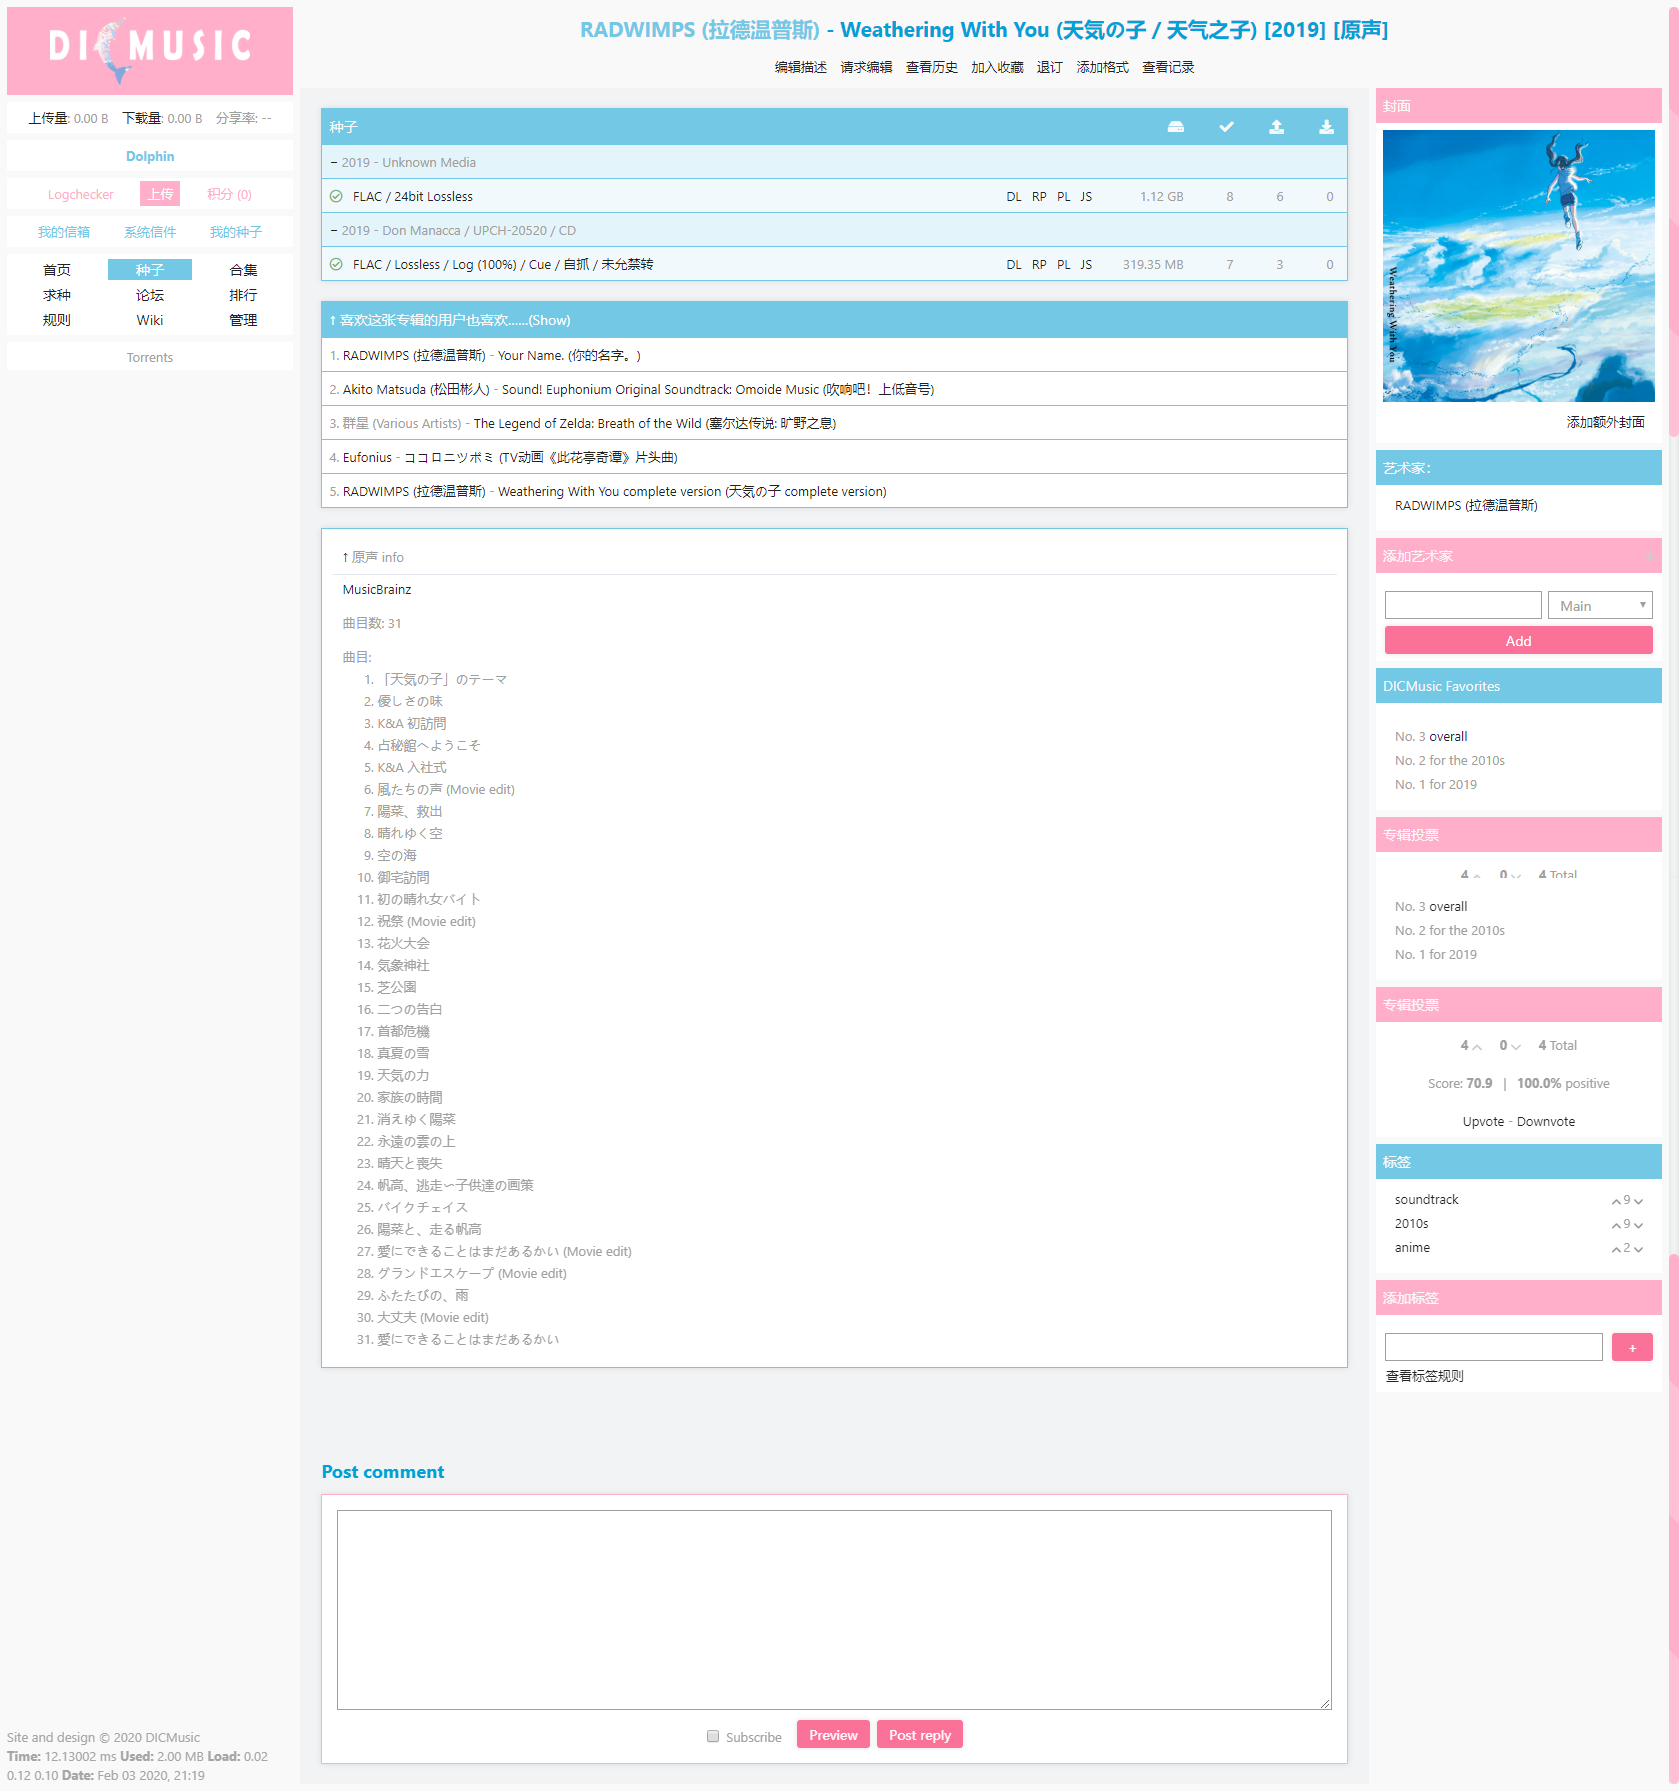 DICMUSIC
上传量: 0.00 B 下载量: 0.00 B 分享率: --
Dolphin
Logchecker 上传 积分 (0)
我的信箱 系统信件 我的种子
首页 种子 合集
求种 论坛 排行
规则 Wiki 管理
Torrents
RADWIMPS (拉德温普斯) - Weathering With You (天気の子 / 天气之子) [2019] [原声]
编辑描述 请求编辑 查看历史 加入收藏 退订 添加格式 查看记录
种子
− 2019 - Unknown Media
FLAC / 24bit Lossless DL RP PL JS 1.12 GB 8 6 0
− 2019 - Don Manacca / UPCH-20520 / CD
FLAC / Lossless / Log (100%) / Cue / 自抓 / 未允禁转 DL RP PL JS 319.35 MB 7 3 0
↑ 喜欢这张专辑的用户也喜欢……(Show)
1. RADWIMPS (拉德温普斯) - Your Name. (你的名字。)
2. Akito Matsuda (松田彬人) - Sound! Euphonium Original Soundtrack: Omoide Music (吹响吧！上低音号)
3. 群星 (Various Artists) - The Legend of Zelda: Breath of the Wild (塞尔达传说: 旷野之息)
4. Eufonius - ココロニツボミ (TV动画《此花亭奇谭》片头曲)
5. RADWIMPS (拉德温普斯) - Weathering With You complete version (天気の子 complete version)
↑ 原声 info
MusicBrainz
曲目数: 31
曲目:
1. 「天気の子」のテーマ
2. 優しさの味
3. K&A 初訪問
4. 占秘館へようこそ
5. K&A 入社式
6. 風たちの声 (Movie edit)
7. 陽菜、救出
8. 晴れゆく空
9. 空の海
10. 御宅訪問
11. 初の晴れ女バイト
12. 祝祭 (Movie edit)
13. 花火大会
14. 気象神社
15. 芝公園
16. 二つの告白
17. 首都危機
18. 真夏の雪
19. 天気の力
20. 家族の時間
21. 消えゆく陽菜
22. 永遠の雲の上
23. 晴天と喪失
24. 帆高、逃走〜子供達の画策
25. バイクチェイス
26. 陽菜と、走る帆高
27. 愛にできることはまだあるかい (Movie edit)
28. グランドエスケープ (Movie edit)
29. ふたたびの、雨
30. 大丈夫 (Movie edit)
31. 愛にできることはまだあるかい
Post comment
Subscribe Preview Post reply
封面
Weathering With You
添加额外封面
艺术家:
RADWIMPS (拉德温普斯)
添加艺术家 +
Main
Add
DICMusic Favorites
No. 3 overall
No. 2 for the 2010s
No. 1 for 2019
专辑投票
4 0 4 Total
No. 3 overall
No. 2 for the 2010s
No. 1 for 2019
专辑投票
4 0 4 Total
Score: 70.9 | 100.0% positive
Upvote - Downvote
标签
soundtrack 9
2010s 9
anime 2
添加标签
+
查看标签规则
Site and design © 2020 DICMusic
Time: 12.13002 ms Used: 2.00 MB Load: 0.02
0.12 0.10 Date: Feb 03 2020, 21:19